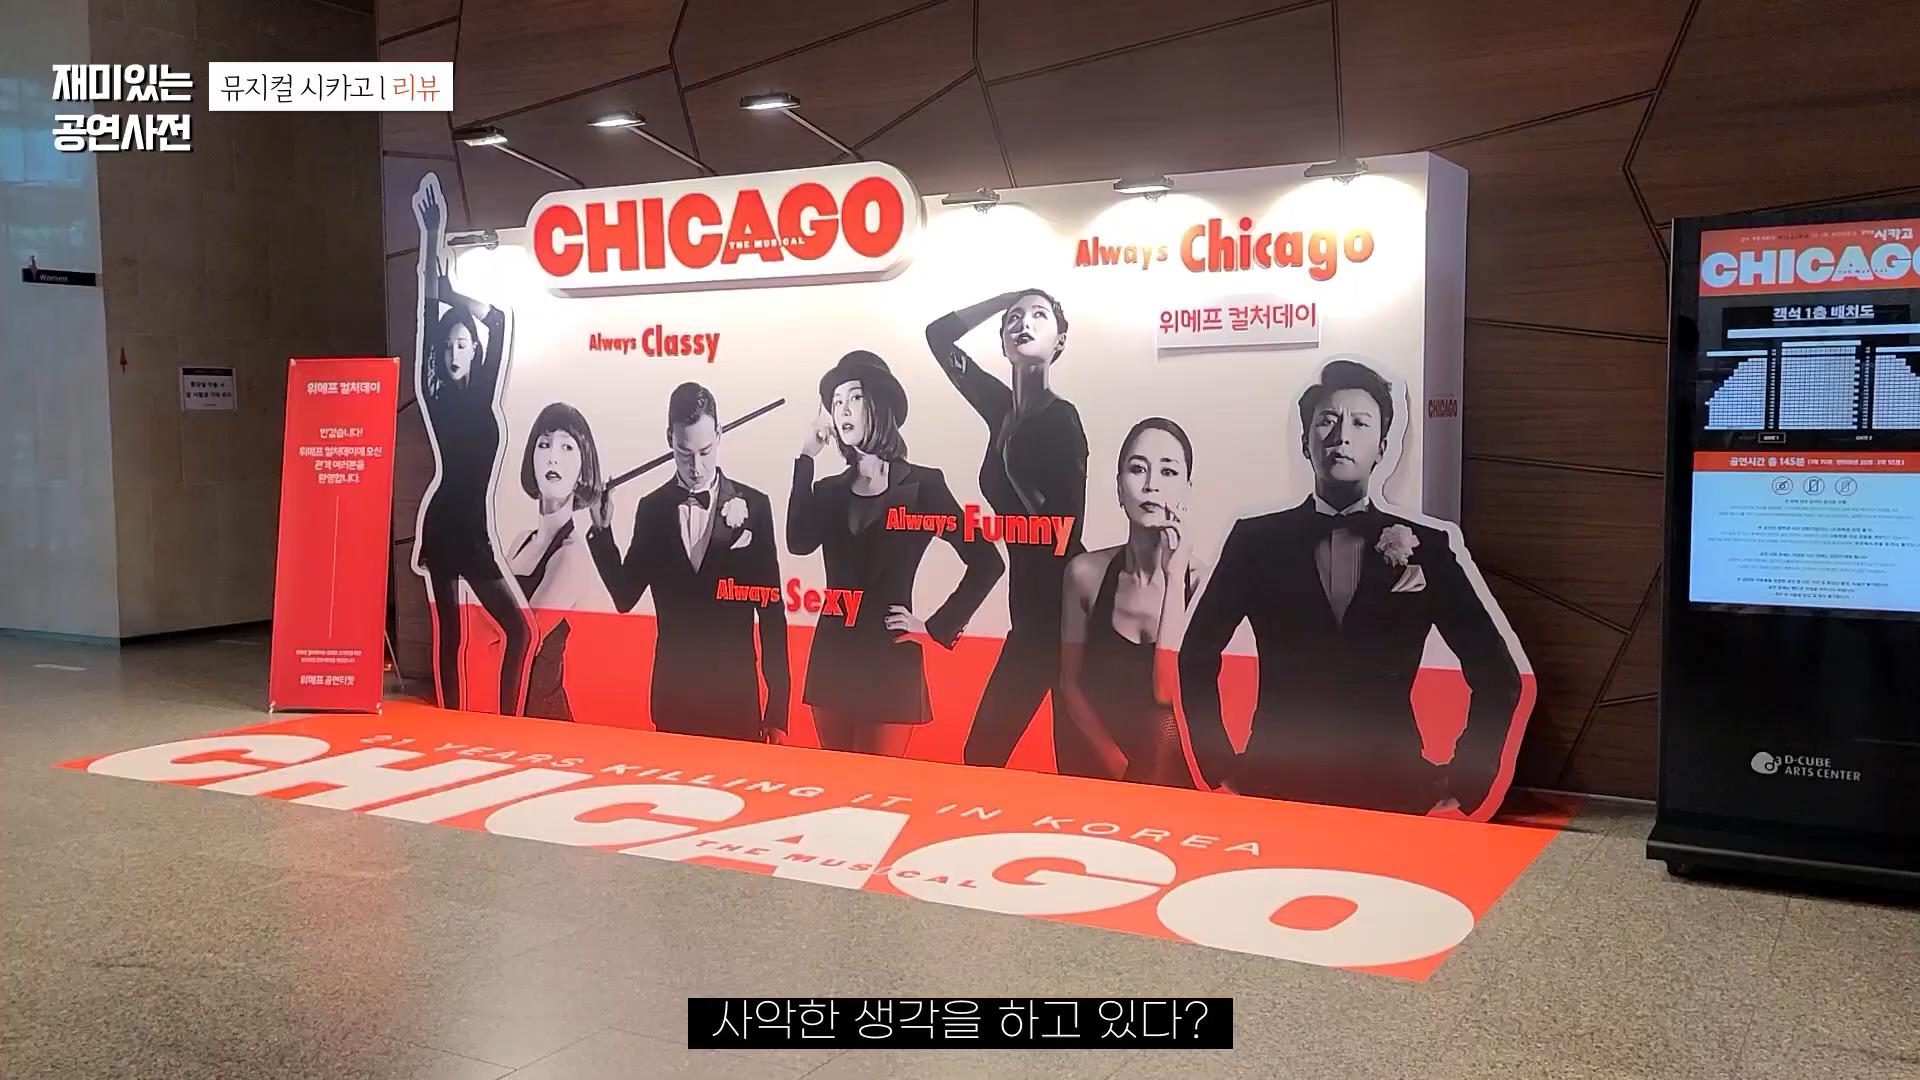 재미있는
공연사전
뮤지컬 시카고 | 리뷰
CHICAGO
THE MUSICAL
Always Chicago
위메프 컬처데이
Always Classy
Always Funny
Always Sexy
CHICAGO
Women
위메프 컬처데이
반갑습니다!
위메프 컬처데이에 오신
관객 여러분을
환영합니다.
위메프 공연티켓
21 YEARS KILLING IT IN KOREA
CHICAGO
THE MUSICAL
시카고
CHICAGO
객석 1층 배치도
공연시간 총 145분
D-CUBE
ARTS CENTER
사악한 생각을 하고 있다?